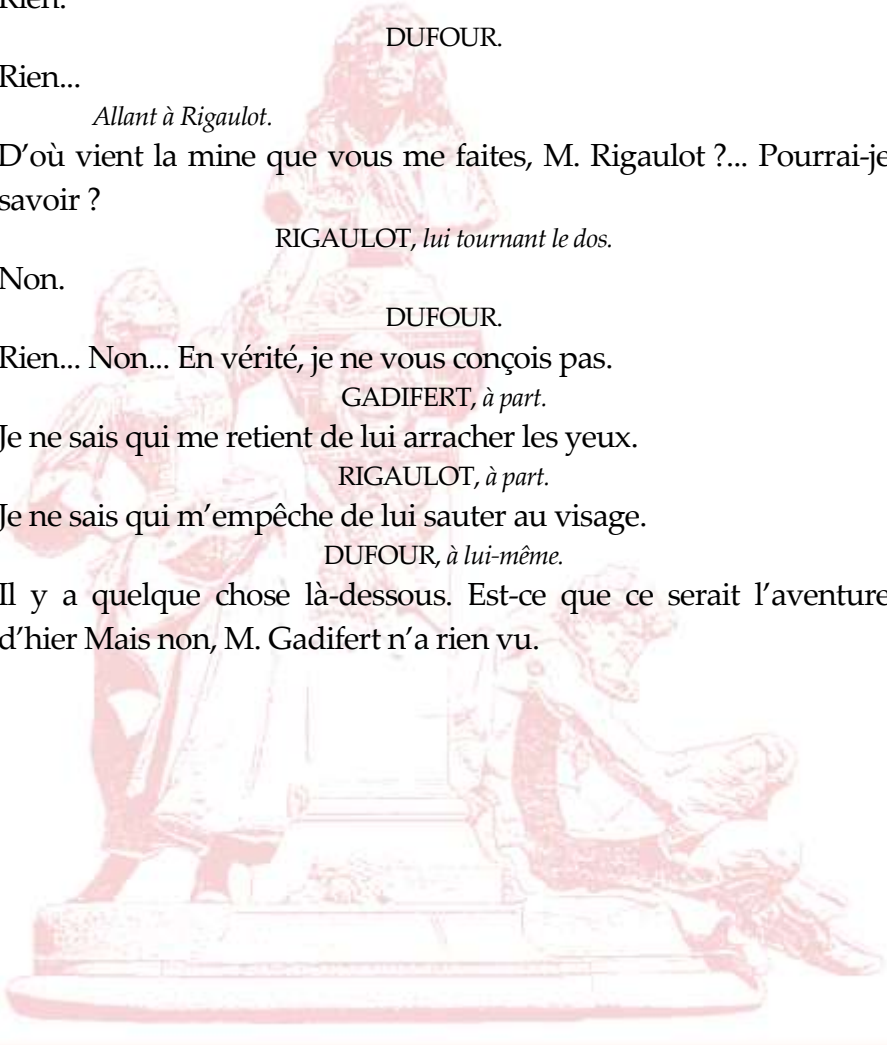 Rien.
DUFOUR.
Rien...
Allant à Rigaulot.
D’où vient la mine que vous me faites, M. Rigaulot ?... Pourrai-je
savoir ?
RIGAULOT, lui tournant le dos.
Non.
DUFOUR.
Rien... Non... En vérité, je ne vous conçois pas.
GADIFERT, à part.
Je ne sais qui me retient de lui arracher les yeux.
RIGAULOT, à part.
Je ne sais qui m’empêche de lui sauter au visage.
DUFOUR, à lui-même.
Il y a quelque chose là-dessous. Est-ce que ce serait l’aventure
d’hier Mais non, M. Gadifert n’a rien vu.